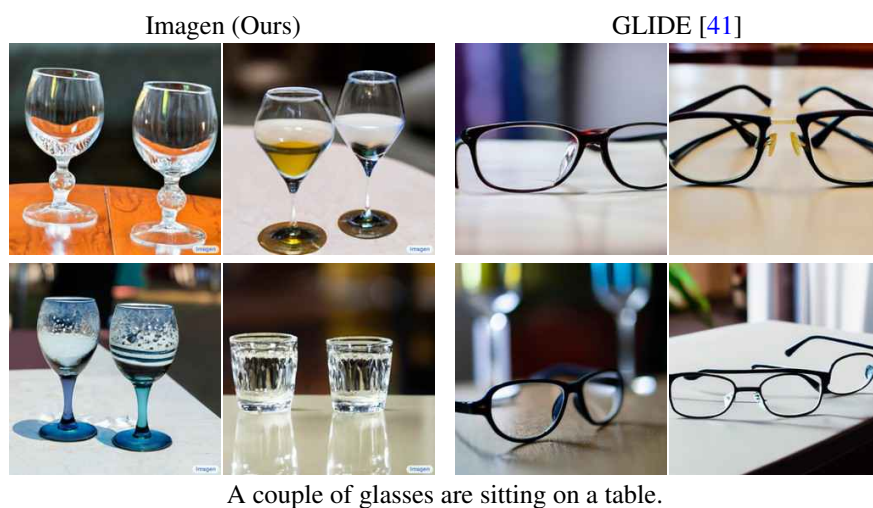 Imagen (Ours)
GLIDE [41]
Imagen
Imagen
Imagen
Imagen
A couple of glasses are sitting on a table.